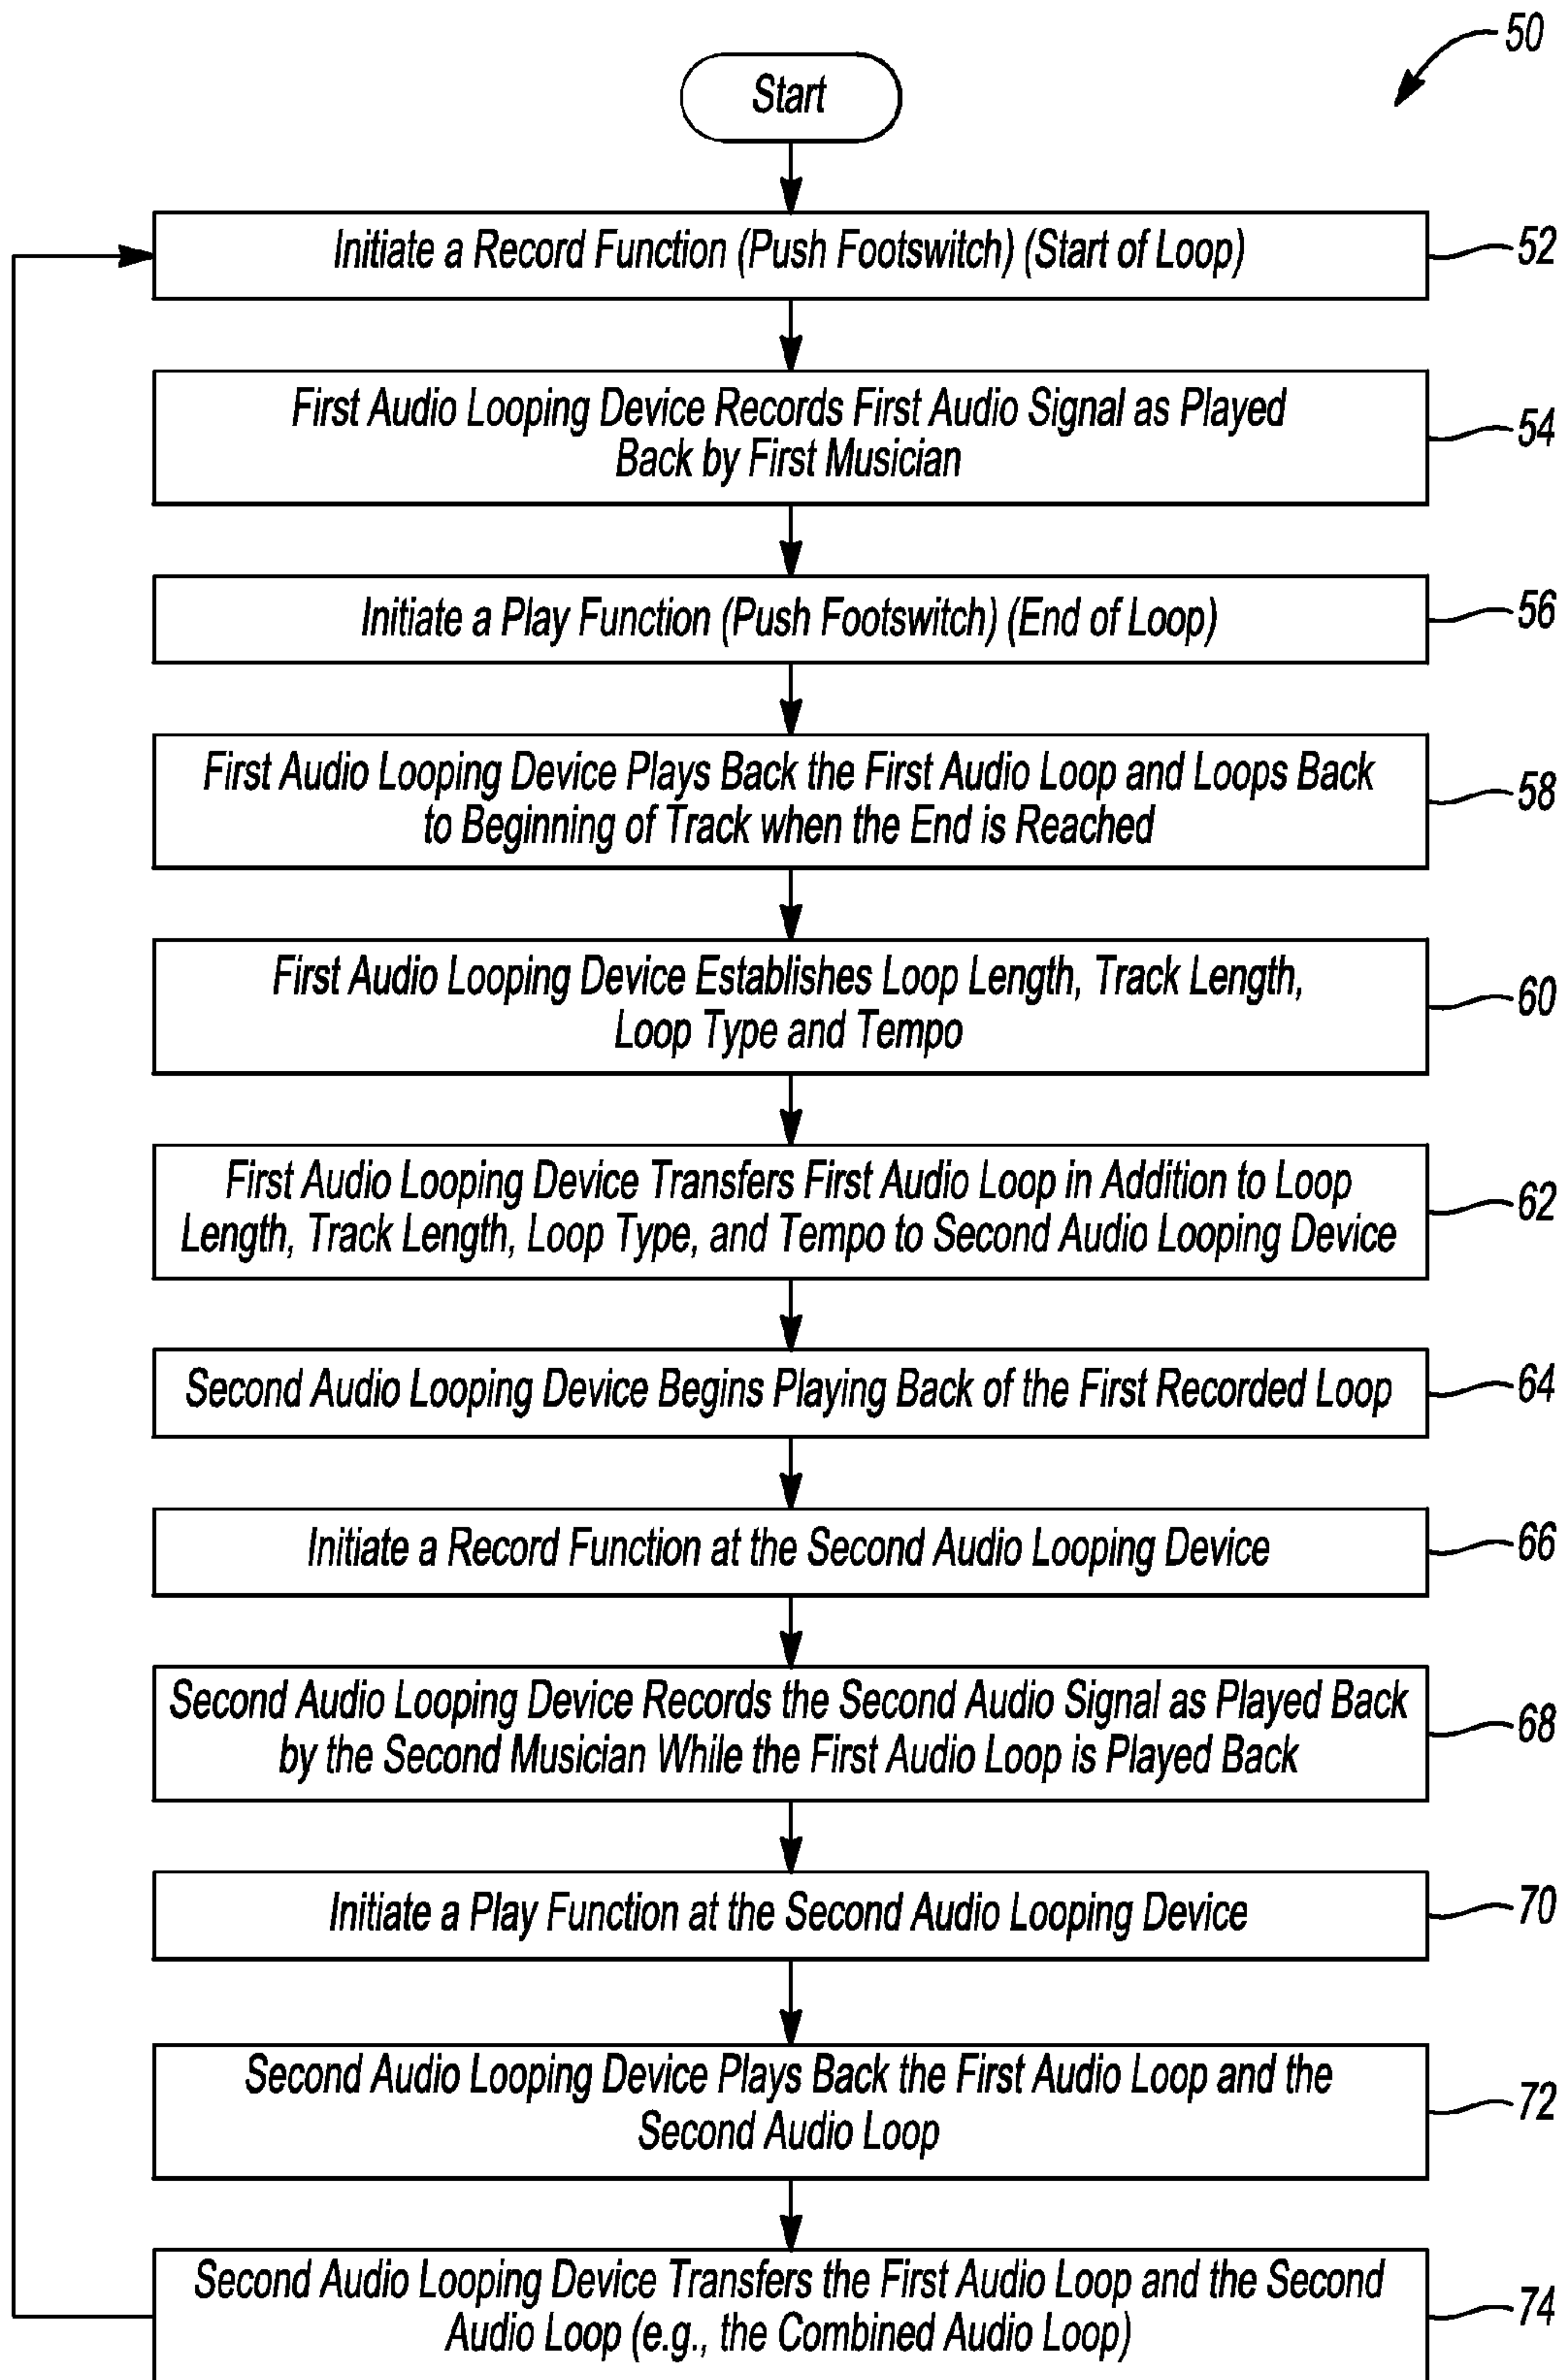 50
Start
Initiate a Record Function (Push Footswitch) (Start of Loop)
52
First Audio Looping Device Records First Audio Signal as Played
Back by First Musician
54
Initiate a Play Function (Push Footswitch) (End of Loop)
56
First Audio Looping Device Plays Back the First Audio Loop and Loops Back
to Beginning of Track when the End is Reached
58
First Audio Looping Device Establishes Loop Length, Track Length,
Loop Type and Tempo
60
First Audio Looping Device Transfers First Audio Loop in Addition to Loop
Length, Track Length, Loop Type, and Tempo to Second Audio Looping Device
62
Second Audio Looping Device Begins Playing Back of the First Recorded Loop
64
Initiate a Record Function at the Second Audio Looping Device
66
Second Audio Looping Device Records the Second Audio Signal as Played Back
by the Second Musician While the First Audio Loop is Played Back
68
Initiate a Play Function at the Second Audio Looping Device
70
Second Audio Looping Device Plays Back the First Audio Loop and the
Second Audio Loop
72
Second Audio Looping Device Transfers the First Audio Loop and the Second
Audio Loop (e.g., the Combined Audio Loop)
74